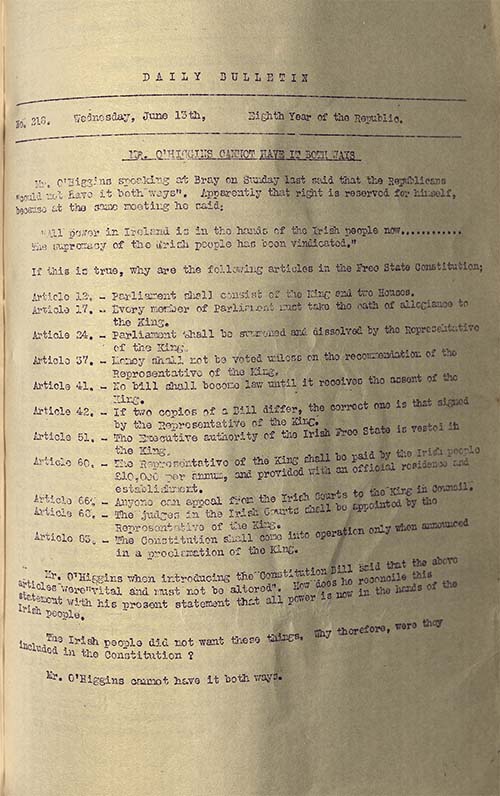 DAILY BULLETIN
No. 218. Wednesday, June 13th, Eighth Year of the Republic.
MR. O'HIGGINS CANNOT HAVE IT BOTH WAYS
Mr. O'Higgins speaking at Bray on Sunday last said that the Republicans
"could not have it both ways". Apparently that right is reserved for himself,
because at the same meeting he said;
"All power in Ireland is in the hands of the Irish people now............
The supremacy of the Irish people has been vindicated."
If this is true, why are the following articles in the Free State Constitution;
Article 12. - Parliament shall consist of the King and two Houses.
Article 17. - Every member of Parliament must take the oath of allegiance to
the King.
Article 24. - Parliament shall be summoned and dissolved by the Representative
of the King.
Article 37. - Money shall not be voted unless on the recommendation of the
Representative of the King.
Article 41. - No bill shall become law until it receives the assent of the
King.
Article 42. - If two copies of a Bill differ, the correct one is that signed
by the Representative of the King.
Article 51. - The Executive authority of the Irish Free State is vested in
the King.
Article 60. - The Representative of the King shall be paid by the Irish people
£10,000 per annum, and provided with an official residence and
establishment.
Article 66. - Anyone can appeal from the Irish Courts to the King in Council.
Article 68. - The judges in the Irish Courts shall be appointed by the
Representative of the King.
Article 83. - The Constitution shall come into operation only when announced
in a proclamation of the King.
Mr. O'Higgins when introducing the Constitution Bill said that the above
articles were "vital and must not be altered". How does he reconcile this
statement with his present statement that all power is now in the hands of the
Irish people.
The Irish people did not want these things. Why therefore, were they
included in the Constitution ?
Mr. O'Higgins cannot have it both ways.